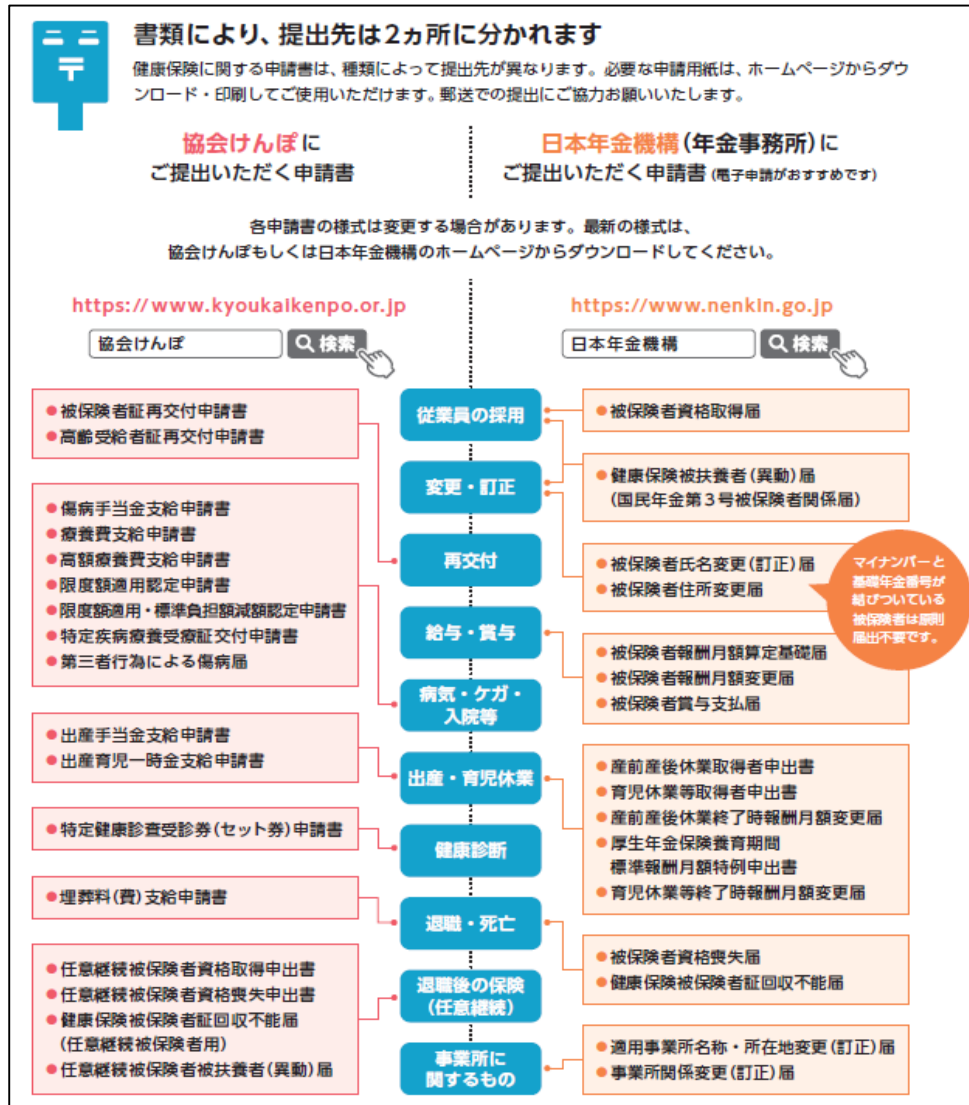 書類により、提出先は2ヵ所に分かれます
健康保険に関する申請書は、種類によって提出先が異なります。必要な申請用紙は、ホームページからダウ
ンロード・印刷してご使用いただけます。郵送での提出にご協力お願いいたします。
協会けんぽに
ご提出いただく申請書
日本年金機構(年金事務所)に
ご提出いただく申請書(電子申請がおすすめです)
各申請書の様式は変更する場合があります。最新の様式は、
協会けんぽもしくは日本年金機構のホームページからダウンロードしてください。
https://www.kyoukaikenpo.or.jp
協会けんぽ
検索
https://www.nenkin.go.jp
日本年金機構
検索
●被保険者証再交付申請書
●高齢受給者証再交付申請書
●傷病手当金支給申請書
●療養費支給申請書
●高額療養費支給申請書
●限度額適用認定申請書
●限度額適用・標準負担額減額認定申請書
●特定疾病療養受療証交付申請書
●第三者行為による傷病届
●出産手当金支給申請書
●出産育児一時金支給申請書
●特定健康診査受診券(セット券)申請書
●埋葬料(費)支給申請書
●任意継続被保険者資格取得申出書
●任意継続被保険者資格喪失申出書
●健康保険被保険者証回収不能届
(任意継続被保険者用)
●任意継続被保険者被扶養者(異動)届
従業員の採用
変更・訂正
再交付
給与・賞与
病気・ケガ・
入院等
出産・育児休業
健康診断
退職・死亡
退職後の保険
(任意継続)
事業所に
関するもの
●被保険者資格取得届
●健康保険被扶養者(異動)届
(国民年金第3号被保険者関係届)
●被保険者氏名変更(訂正)届
●被保険者住所変更届
マイナンバーと
基礎年金番号が
結びついている
被保険者は原則
届出不要です。
●被保険者報酬月額算定基礎届
●被保険者報酬月額変更届
●被保険者賞与支払届
●産前産後休業取得者申出書
●育児休業等取得者申出書
●産前産後休業終了時報酬月額変更届
●厚生年金保険養育期間
標準報酬月額特例申出書
●育児休業等終了時報酬月額変更届
●被保険者資格喪失届
●健康保険被保険者証回収不能届
●適用事業所名称・所在地変更(訂正)届
●事業所関係変更(訂正)届